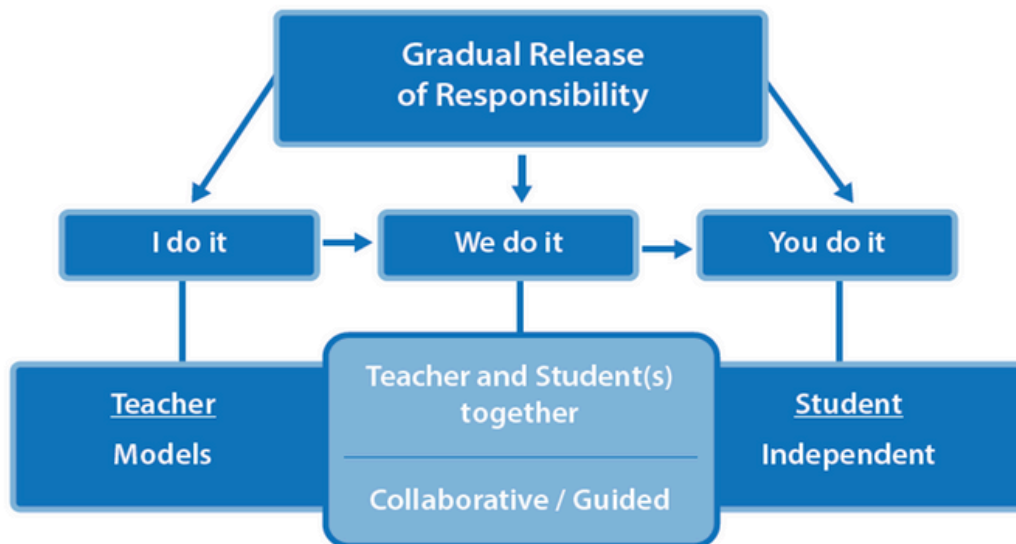 Gradual Release
of Responsibility
I do it
We do it
You do it
Teacher
Models
Teacher and Student(s)
together
Collaborative / Guided
Student
Independent